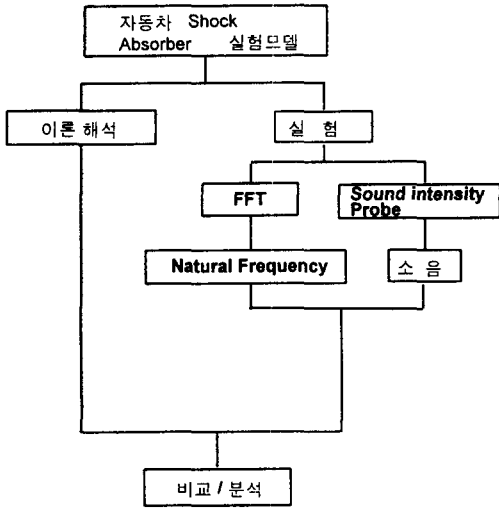 자동차 Shock
Absorber 실험모델
이론 해석
실 험
FFT
Sound intensity
Probe
Natural Frequency
소 음
비교 / 분석